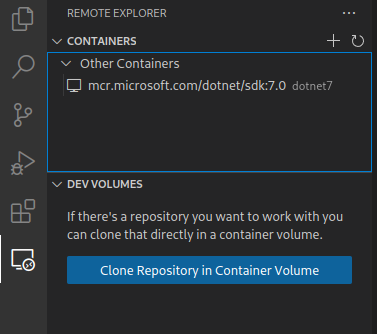 REMOTE EXPLORER
CONTAINERS
Other Containers
mcr.microsoft.com/dotnet/sdk:7.0 dotnet7
DEV VOLUMES
If there's a repository you want to work with you
can clone that directly in a container volume.
Clone Repository in Container Volume